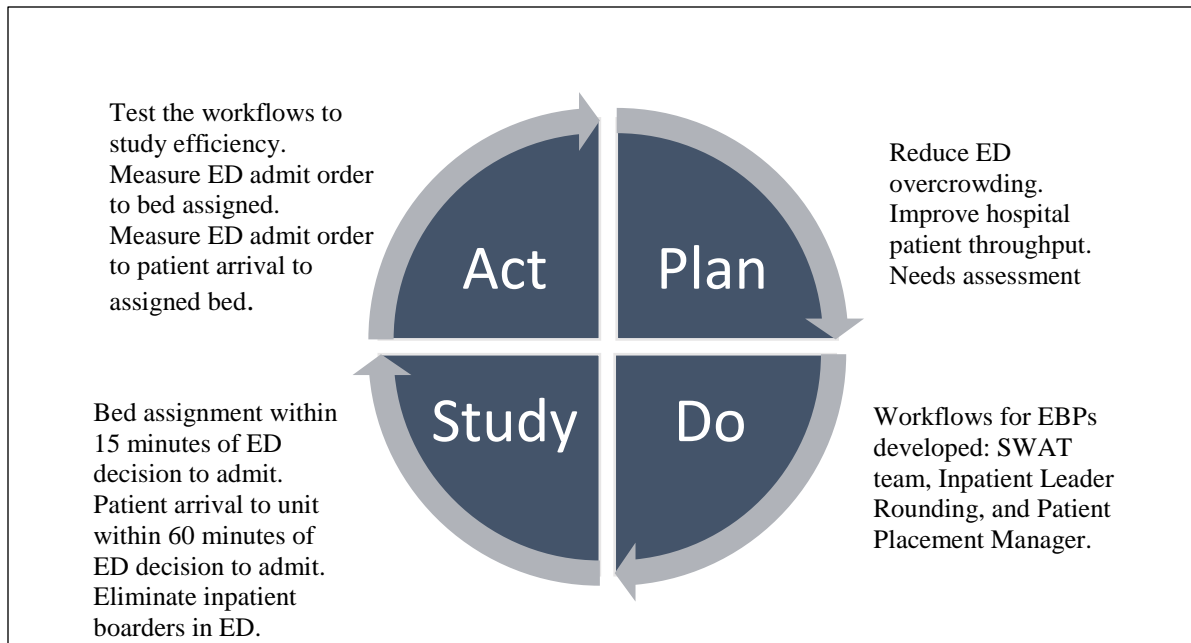 Test the workflows to
study efficiency.
Measure ED admit order
to bed assigned.
Measure ED admit order
to patient arrival to
assigned bed.
Act
Plan
Reduce ED
overcrowding.
Improve hospital
patient throughput.
Needs assessment
Bed assignment within
15 minutes of ED
decision to admit.
Patient arrival to unit
within 60 minutes of
ED decision to admit.
Eliminate inpatient
boarders in ED.
Study
Do
Workflows for EBPs
developed: SWAT
team, Inpatient Leader
Rounding, and Patient
Placement Manager.